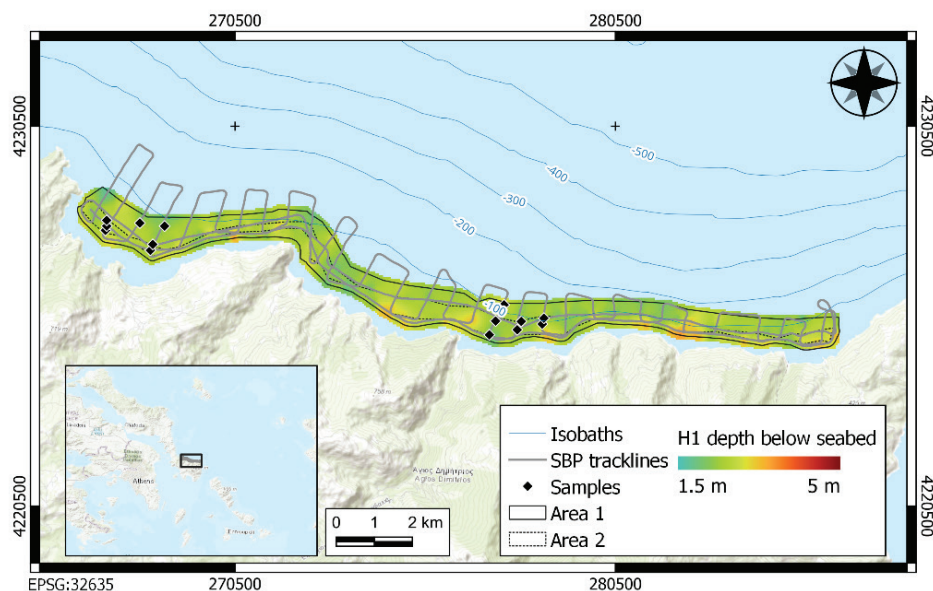 270500 280500
4230500 4230500
-500
-400
-300
-200
-100
Άγιος Δημήτριος
Agios Dimitrios
Athens
Isobaths
SBP tracklines
Samples
Area 1
Area 2
H1 depth below seabed
1.5 m 5 m
0 1 2 km
4220500 4220500
EPSG:32635
270500 280500